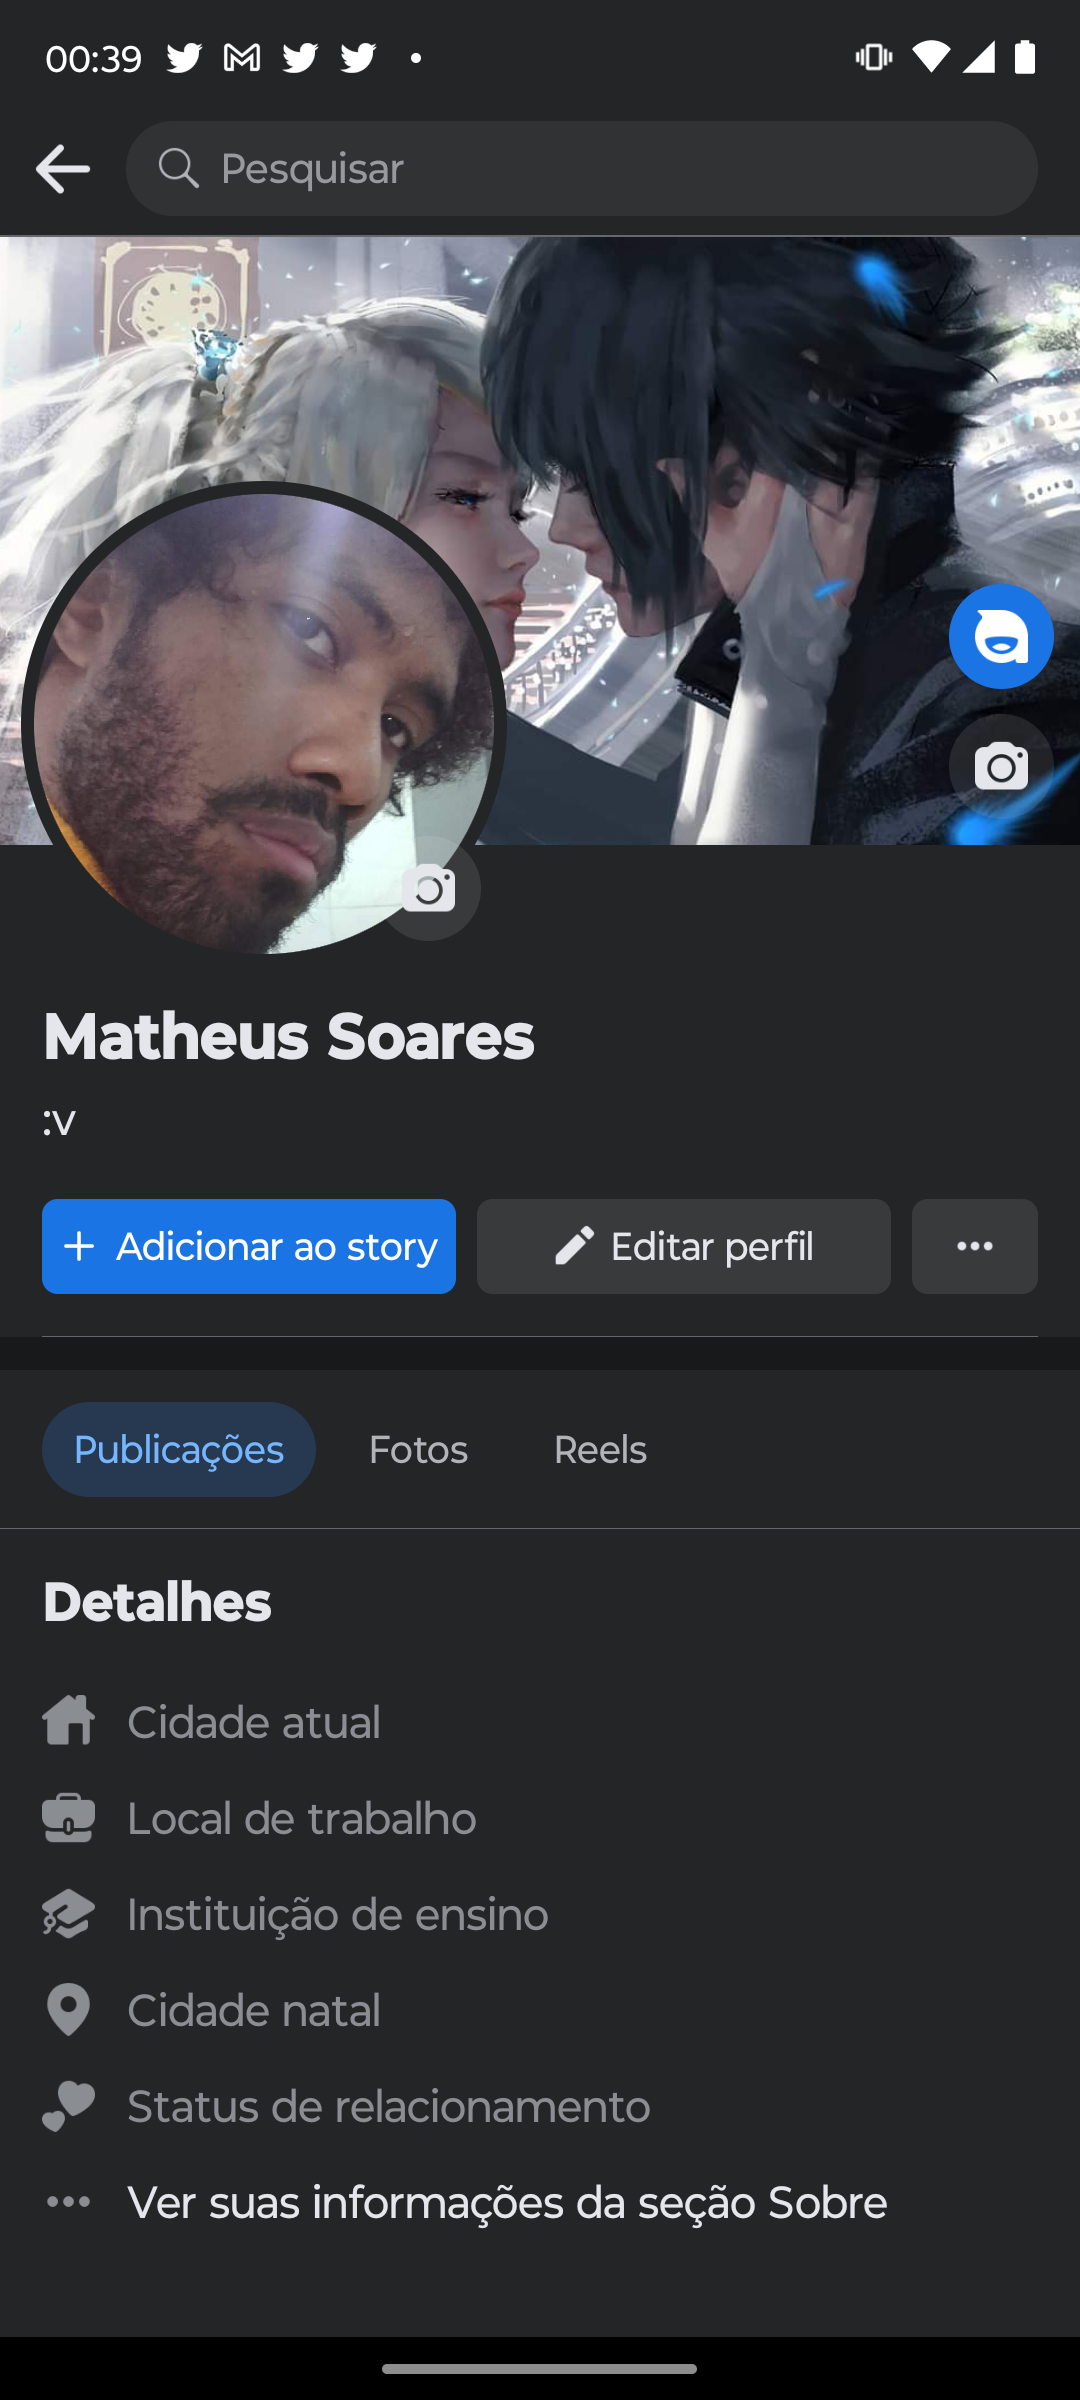 00:39
Pesquisar
Matheus Soares
:v
+ Adicionar ao story
Editar perfil
Publicações
Fotos
Reels
Detalhes
Cidade atual
Local de trabalho
Instituição de ensino
Cidade natal
Status de relacionamento
Ver suas informações da seção Sobre